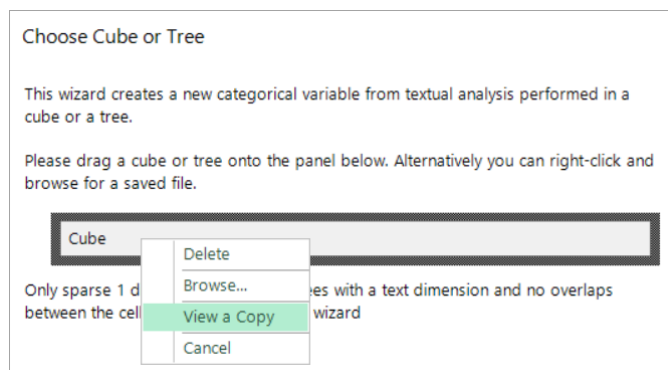 Choose Cube or Tree
This wizard creates a new categorical variable from textual analysis performed in a
cube or a tree.
Please drag a cube or tree onto the panel below. Alternatively you can right-click and
browse for a saved file.
Cube
Delete
Browse...
View a Copy
Cancel
Only sparse 1 d
with a text dimension and no overlaps
between the
wizard